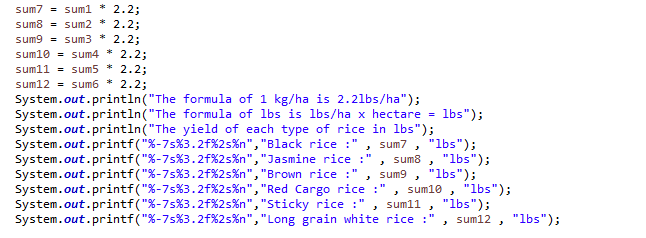 sum7 = sum1 * 2.2;
sum8 = sum2 * 2.2;
sum9 = sum3 * 2.2;
sum10 = sum4 * 2.2;
sum11 = sum5 * 2.2;
sum12 = sum6 * 2.2;
System.out.println("The formula of 1 kg/ha is 2.2lbs/ha");
System.out.println("The formula of lbs is lbs/ha x hectare = lbs");
System.out.println("The yield of each type of rice in lbs");
System.out.printf("%-7s%3.2f%2s%n","Black rice :" , sum7 , "lbs");
System.out.printf("%-7s%3.2f%2s%n","Jasmine rice :" , sum8 , "lbs");
System.out.printf("%-7s%3.2f%2s%n","Brown rice :" , sum9 , "lbs");
System.out.printf("%-7s%3.2f%2s%n","Red Cargo rice :" , sum10 , "lbs");
System.out.printf("%-7s%3.2f%2s%n","Sticky rice :" , sum11 , "lbs");
System.out.printf("%-7s%3.2f%2s%n","Long grain white rice :" , sum12 , "lbs");